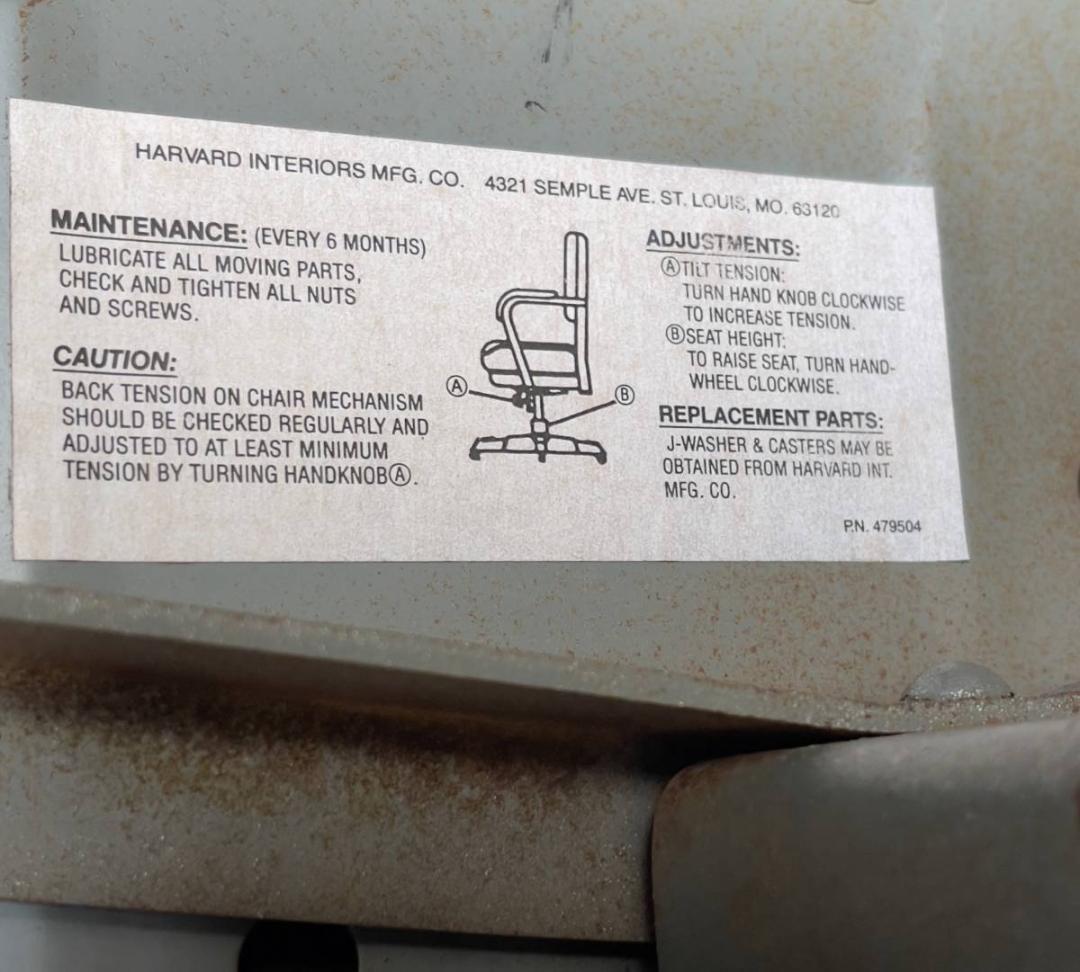 HARVARD INTERIORS MFG. CO. 4321 SEMPLE AVE. ST. LOUIS, MO. 63120
MAINTENANCE: (EVERY 6 MONTHS)
LUBRICATE ALL MOVING PARTS,
CHECK AND TIGHTEN ALL NUTS
AND SCREWS.
CAUTION:
BACK TENSION ON CHAIR MECHANISM
SHOULD BE CHECKED REGULARLY AND
ADJUSTED TO AT LEAST MINIMUM
TENSION BY TURNING HANDKNOBⒶ.
Ⓐ
Ⓑ
ADJUSTMENTS:
ⒶTILT TENSION:
TURN HAND KNOB CLOCKWISE
TO INCREASE TENSION.
ⒷSEAT HEIGHT:
TO RAISE SEAT, TURN HAND-
WHEEL CLOCKWISE.
REPLACEMENT PARTS:
J-WASHER & CASTERS MAY BE
OBTAINED FROM HARVARD INT.
MFG. CO.
P.N. 479504